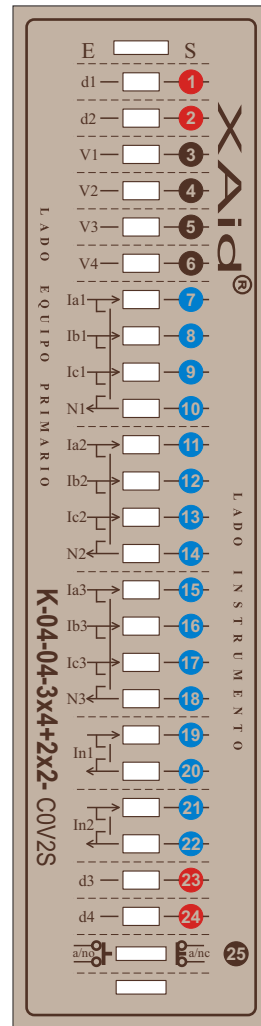 E S
d1 1
d2 2
V1 3
V2 4
V3 5
V4 6
Ia1 7
Ib1 8
Ic1 9
N1 10
Ia2 11
Ib2 12
Ic2 13
N2 14
Ia3 15
Ib3 16
Ic3 17
N3 18
In1 19
20
In2 21
22
d3 23
d4 24
a/no a/nc 25
XAid®
LADO EQUIPO PRIMARIO
LADO INSTRUMENTO
K-04-04-3x4+2x2- C0V2S